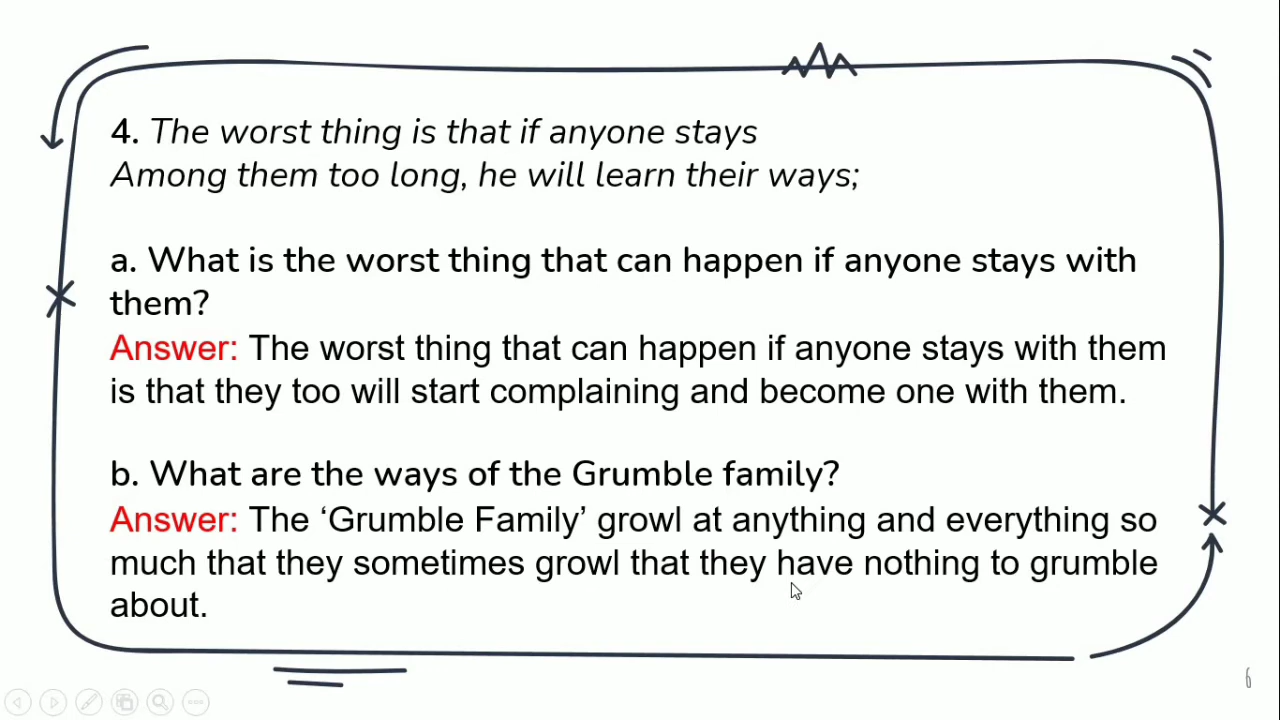 4. The worst thing is that if anyone stays
Among them too long, he will learn their ways;
a. What is the worst thing that can happen if anyone stays with
them?
Answer: The worst thing that can happen if anyone stays with them
is that they too will start complaining and become one with them.
b. What are the ways of the Grumble family?
Answer: The ‘Grumble Family’ growl at anything and everything so
much that they sometimes growl that they have nothing to grumble
about.
6